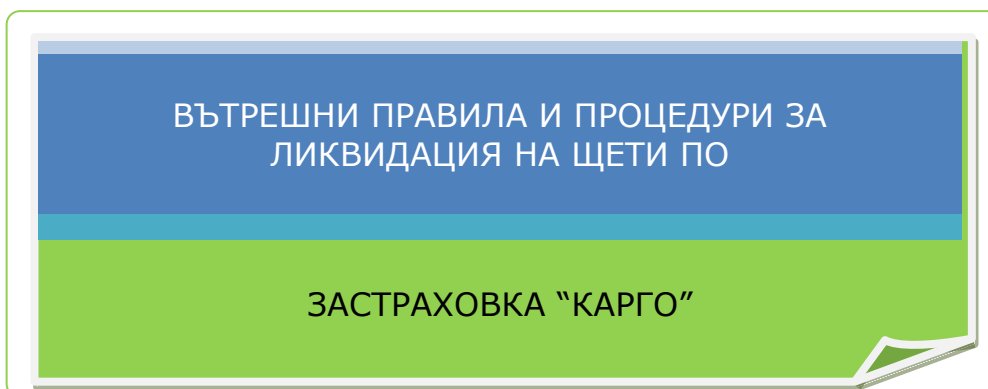 ВЪТРЕШНИ ПРАВИЛА И ПРОЦЕДУРИ ЗА
ЛИКВИДАЦИЯ НА ЩЕТИ ПО
ЗАСТРАХОВКА “КАРГО”